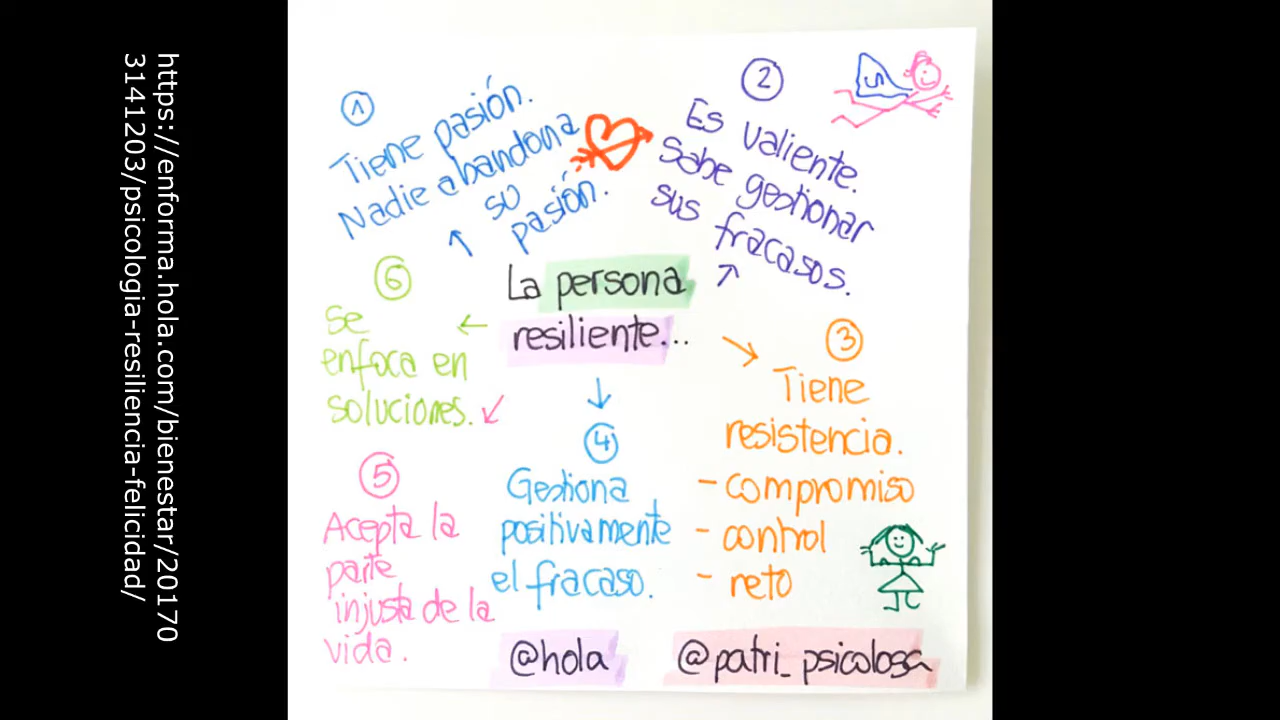 https://enforma.hola.com/bienestar/20170
3141203/psicologia-resiliencia-felicidad/
La persona
resiliente...
1
Tiene pasión.
Nadie abandona
su
pasión.
2
S
Es valiente.
Sabe gestionar
sus fracasos.
3
Tiene
resistencia.
- compromiso
- control
- reto
4
Gestiona
positivamente
el fracaso.
5
Acepta la
parte
injusta de la
vida.
6
Se
enfoca en
soluciones.
@hola
@patri_psicolosa